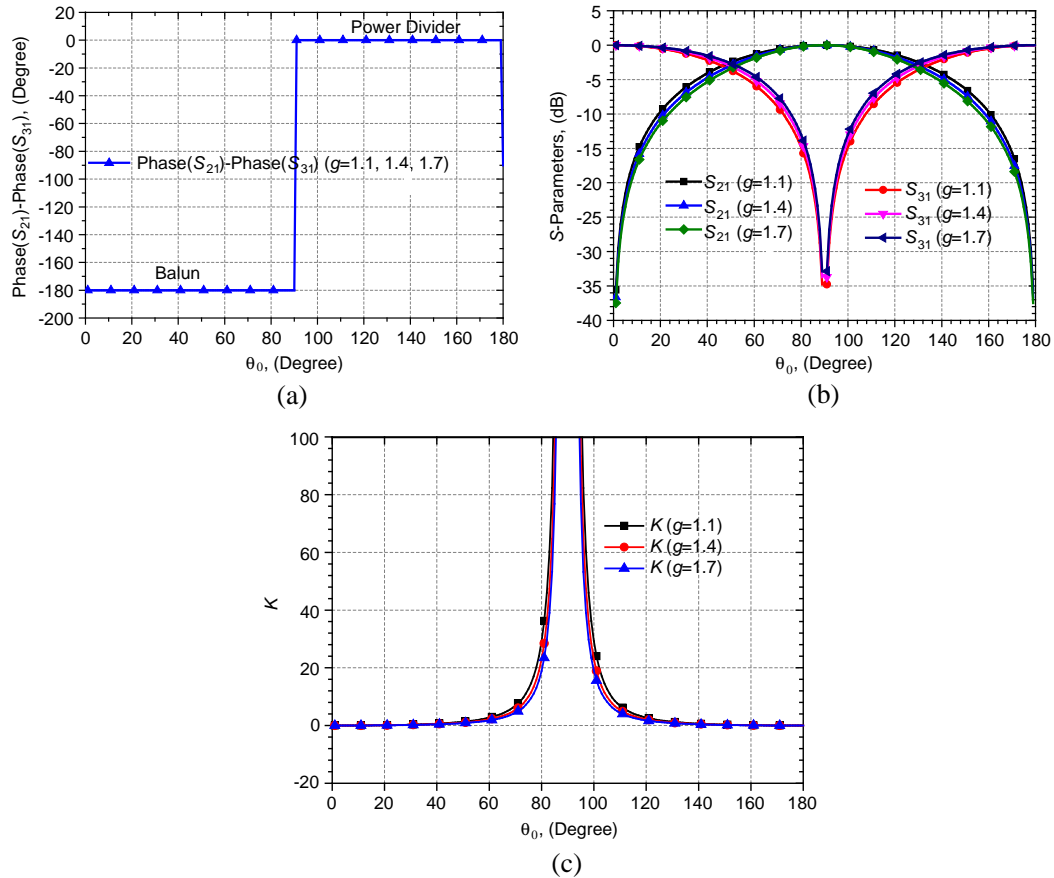 Phase(S21)-Phase(S31), (Degree)
20
0
-20
-40
-60
-80
-100
-120
-140
-160
-180
-200
Power Divider
Phase(S21)-Phase(S31) (g=1.1, 1.4, 1.7)
Balun
0 20 40 60 80 100 120 140 160 180
θ0, (Degree)
(a)
S-Parameters, (dB)
5
0
-5
-10
-15
-20
-25
-30
-35
-40
S21 (g=1.1)
S21 (g=1.4)
S21 (g=1.7)
S31 (g=1.1)
S31 (g=1.4)
S31 (g=1.7)
0 20 40 60 80 100 120 140 160 180
θ0, (Degree)
(b)
K
100
80
60
40
20
0
-20
K (g=1.1)
K (g=1.4)
K (g=1.7)
0 20 40 60 80 100 120 140 160 180
θ0, (Degree)
(c)